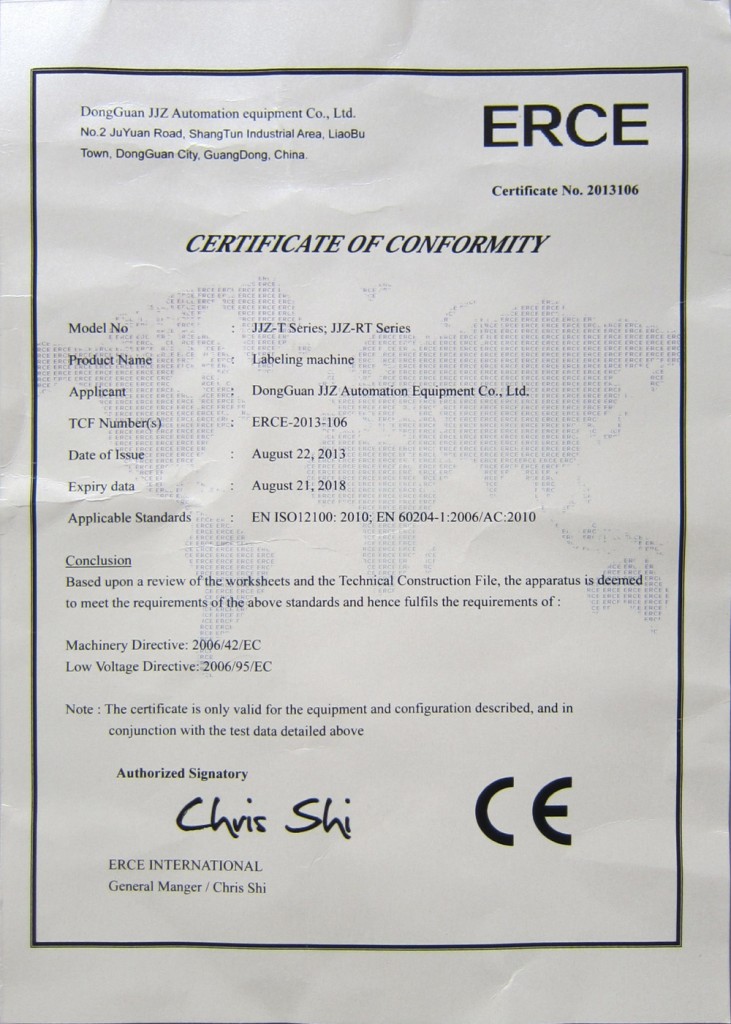 DongGuan JJZ Automation equipment Co., Ltd.
No.2 JuYuan Road, ShangTun Industrial Area, LiaoBu
Town, DongGuan City, GuangDong, China.
ERCE
Certificate No. 2013106
CERTIFICATE OF CONFORMITY
Model No : JJZ-T Series; JJZ-RT Series
Product Name : Labeling machine
Applicant : DongGuan JJZ Automation Equipment Co., Ltd.
TCF Number(s) : ERCE-2013-106
Date of Issue : August 22, 2013
Expiry data : August 21, 2018
Applicable Standards : EN ISO12100: 2010; EN 60204-1:2006/AC:2010
Conclusion
Based upon a review of the worksheets and the Technical Construction File, the apparatus is deemed
to meet the requirements of the above standards and hence fulfils the requirements of :
Machinery Directive: 2006/42/EC
Low Voltage Directive: 2006/95/EC
Note : The certificate is only valid for the equipment and configuration described, and in
conjunction with the test data detailed above
Authorized Signatory
Chris Shi
CE
ERCE INTERNATIONAL
General Manger / Chris Shi